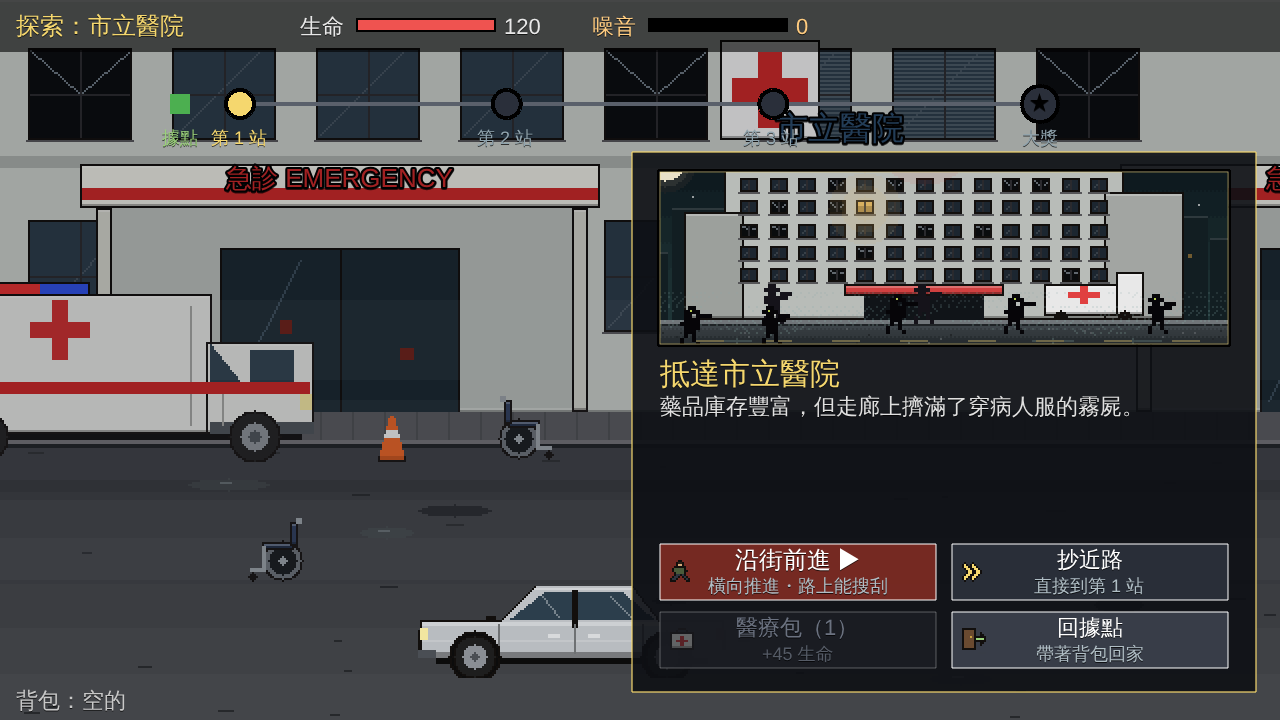 探索：市立醫院
生命 120
噪音 0
據點
第 1 站
第 2 站
第 3 站
大獎
市立醫院
急診 EMERGENCY
急
抵達市立醫院
藥品庫存豐富，但走廊上擠滿了穿病人服的霧屍。
沿街前進 ▶
橫向推進・路上能搜刮
抄近路
直接到第 1 站
醫療包（1）
+45 生命
回據點
帶著背包回家
背包：空的